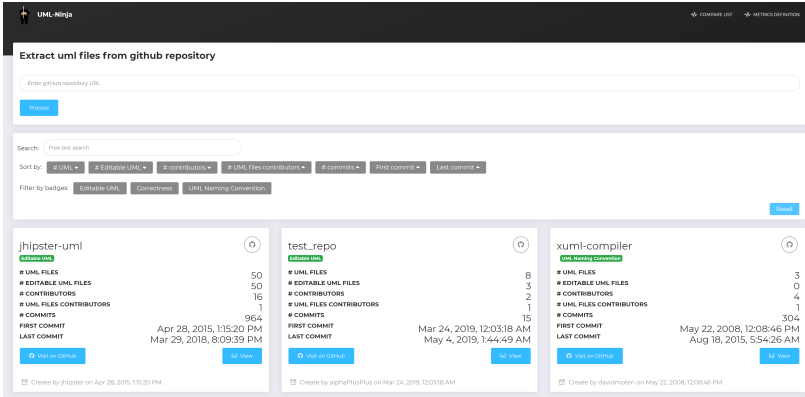 UML-Ninja
COMPARE LIST METRICS DEFINITION
Extract uml files from github repository
Enter gitHub repository URL
Process
Search: Free text search
Sort by: # UML # Editable UML # contributors # UML files contributors # commits First commit Last commit
Filter by badges: Editable UML Correctness UML Naming Convention
Reset
jhipster-uml
Editable UML
# UML FILES 50
# EDITABLE UML FILES 50
# CONTRIBUTORS 16
# UML FILES CONTRIBUTORS 1
# COMMITS 964
FIRST COMMIT Apr 28, 2015, 1:15:20 PM
LAST COMMIT Mar 29, 2018, 8:09:39 PM
Visit on GitHub View
Create by jhipster on Apr 28, 2015, 1:15:20 PM
test_repo
Editable UML
# UML FILES 8
# EDITABLE UML FILES 3
# CONTRIBUTORS 2
# UML FILES CONTRIBUTORS 1
# COMMITS 15
FIRST COMMIT Mar 24, 2019, 12:03:18 AM
LAST COMMIT May 4, 2019, 1:44:49 AM
Visit on GitHub View
Create by alphaPlusPlus on Mar 24, 2019, 12:03:18 AM
xuml-compiler
UML Naming Convention
# UML FILES 3
# EDITABLE UML FILES 0
# CONTRIBUTORS 4
# UML FILES CONTRIBUTORS 1
# COMMITS 304
FIRST COMMIT May 22, 2008, 12:08:46 PM
LAST COMMIT Aug 18, 2015, 5:54:26 AM
Visit on GitHub View
Create by davidmoten on May 22, 2008, 12:08:46 PM